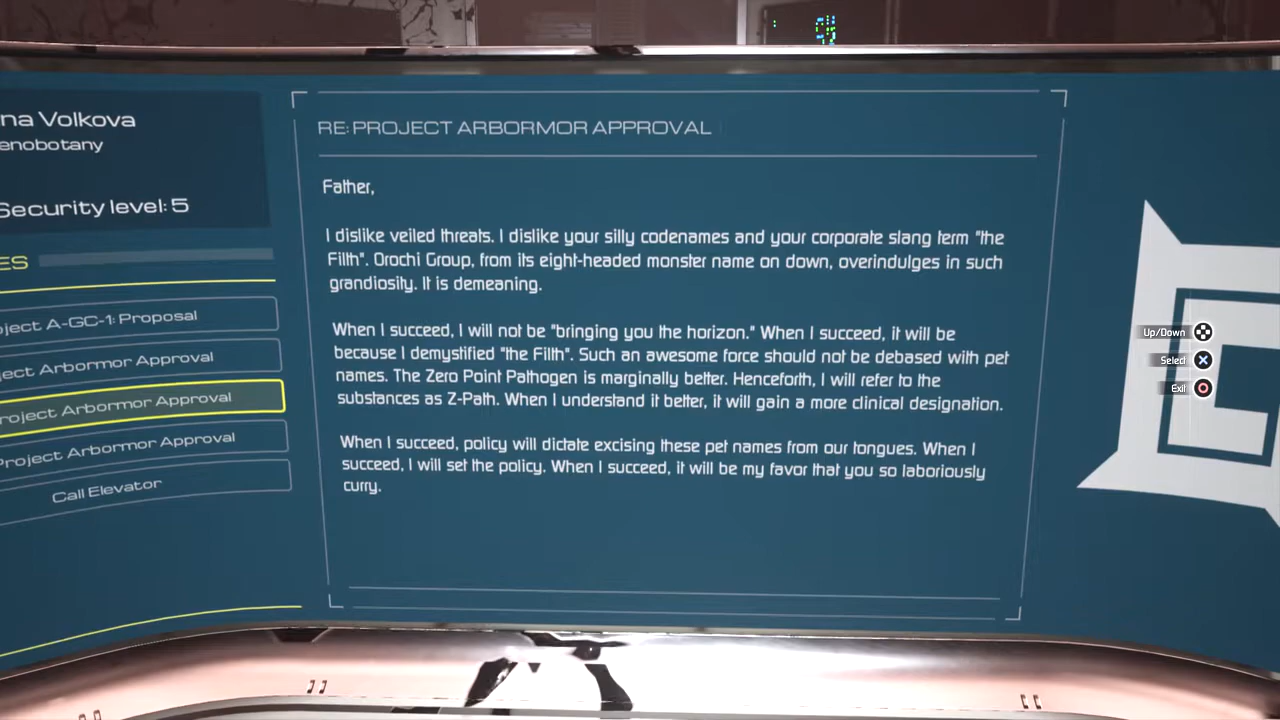 na Volkova
enobotany
Security level: 5
ES
oject A-GC-1: Proposal
ject Arbormor Approval
roject Arbormor Approval
Project Arbormor Approval
Call Elevator
RE: PROJECT ARBORMOR APPROVAL
Father,
I dislike veiled threats. I dislike your silly codenames and your corporate slang term "the
Filth". Orochi Group, from its eight-headed monster name on down, overindulges in such
grandiosity. It is demeaning.
When I succeed, I will not be "bringing you the horizon." When I succeed, it will be
because I demystified "the Filth". Such an awesome force should not be debased with pet
names. The Zero Point Pathogen is marginally better. Henceforth, I will refer to the
substances as Z-Path. When I understand it better, it will gain a more clinical designation.
When I succeed, policy will dictate excising these pet names from our tongues. When I
succeed, I will set the policy. When I succeed, it will be my favor that you so laboriously
curry.
Up/Down
Select
Exit